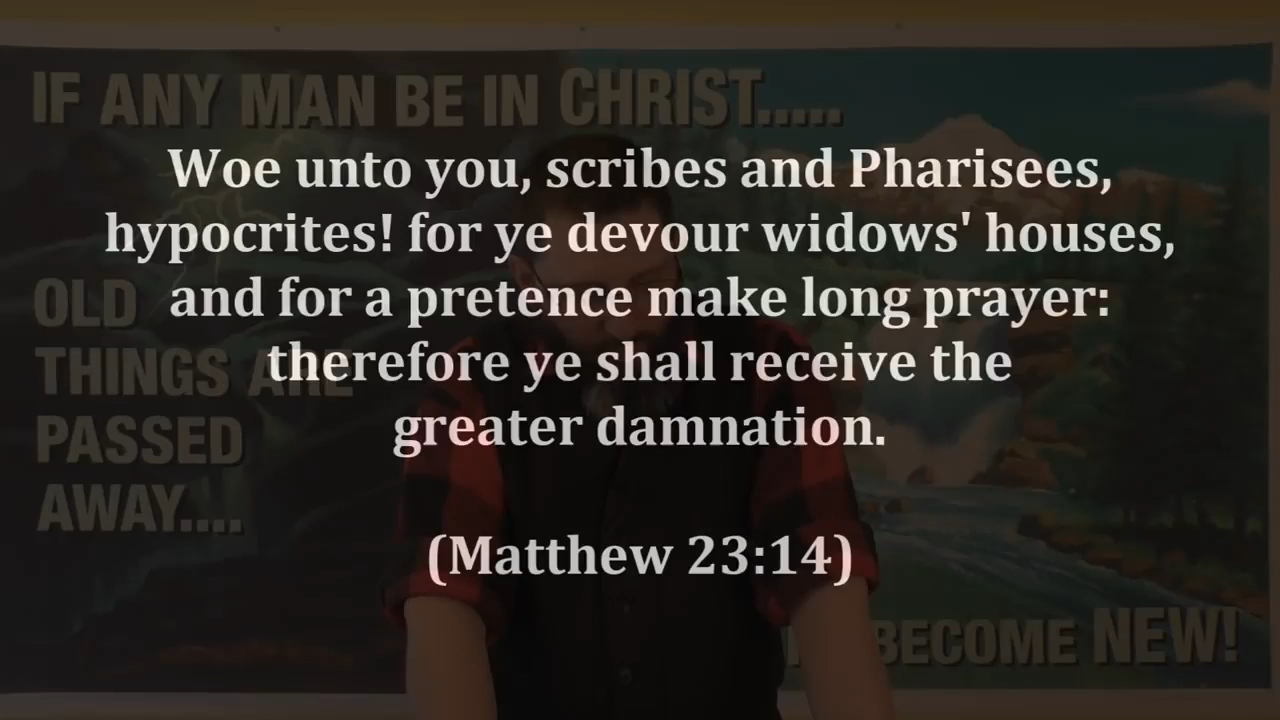 IF ANY MAN BE IN CHRIST.....
Woe unto you, scribes and Pharisees,
hypocrites! for ye devour widows' houses,
and for a pretence make long prayer:
therefore ye shall receive the
greater damnation.
(Matthew 23:14)
OLD
THINGS ARE
PASSED
AWAY....
BECOME NEW!